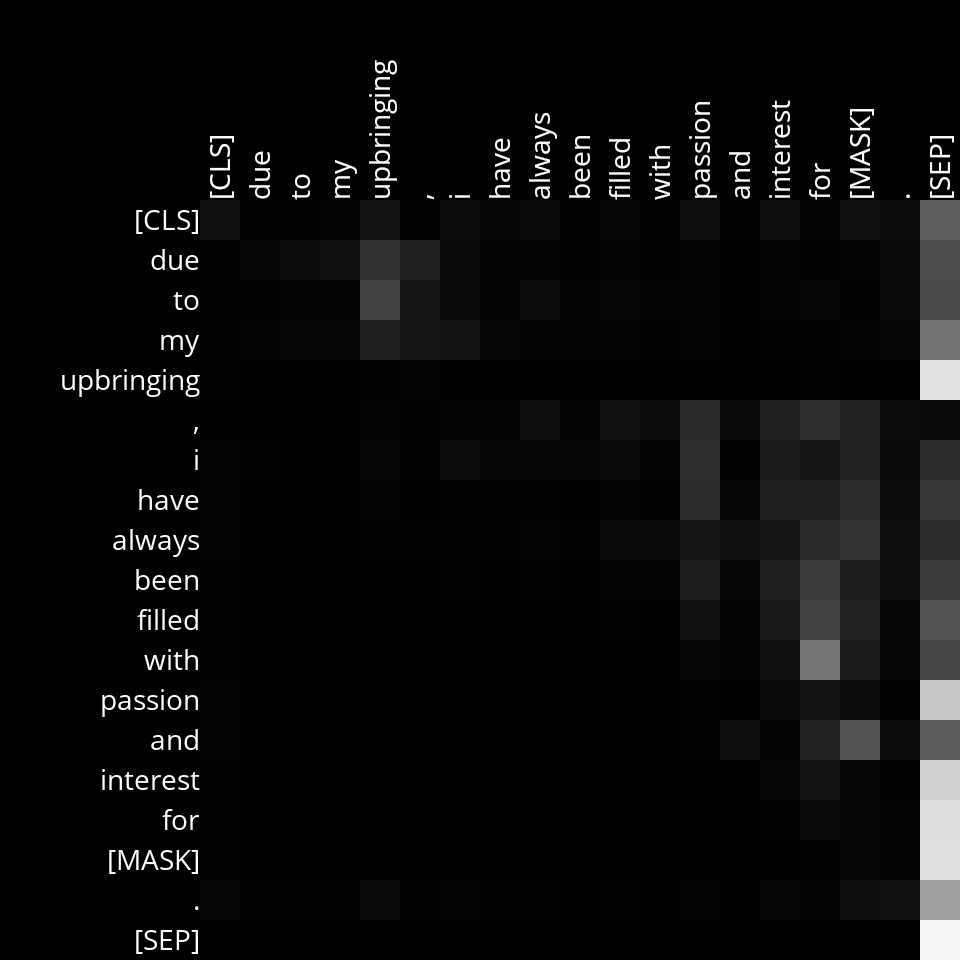 [CLS] due to my upbringing , i have always been filled with passion and interest for [MASK] . [SEP]
[CLS]
due
to
my
upbringing
,
i
have
always
been
filled
with
passion
and
interest
for
[MASK]
.
[SEP]